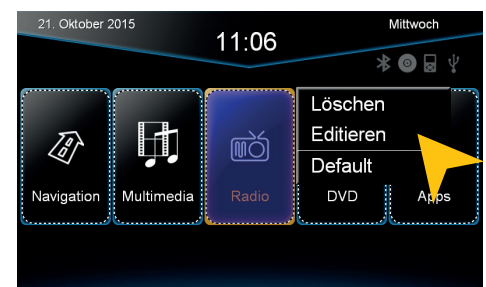 21. Oktober 2015
11:06
Mittwoch
Löschen
Editieren
Default
Navigation
Multimedia
Radio
DVD
Apps